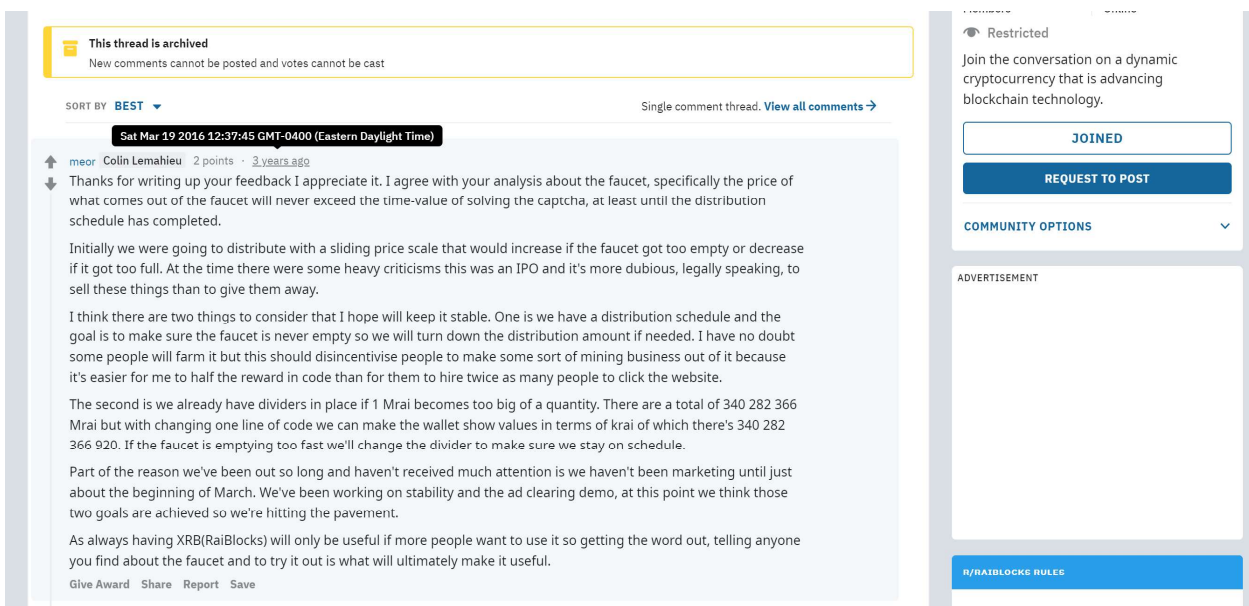 This thread is archived
New comments cannot be posted and votes cannot be cast
SORT BY BEST
Single comment thread. View all comments →
Sat Mar 19 2016 12:37:45 GMT-0400 (Eastern Daylight Time)
meor Colin Lemahieu 2 points · 3 years ago
Thanks for writing up your feedback I appreciate it. I agree with your analysis about the faucet, specifically the price of
what comes out of the faucet will never exceed the time-value of solving the captcha, at least until the distribution
schedule has completed.
Initially we were going to distribute with a sliding price scale that would increase if the faucet got too empty or decrease
if it got too full. At the time there were some heavy criticisms this was an IPO and it's more dubious, legally speaking, to
sell these things than to give them away.
I think there are two things to consider that I hope will keep it stable. One is we have a distribution schedule and the
goal is to make sure the faucet is never empty so we will turn down the distribution amount if needed. I have no doubt
some people will farm it but this should disincentivise people to make some sort of mining business out of it because
it's easier for me to half the reward in code than for them to hire twice as many people to click the website.
The second is we already have dividers in place if 1 Mrai becomes too big of a quantity. There are a total of 340 282 366
Mrai but with changing one line of code we can make the wallet show values in terms of krai of which there's 340 282
366 920. If the faucet is emptying too fast we'll change the divider to make sure we stay on schedule.
Part of the reason we've been out so long and haven't received much attention is we haven't been marketing until just
about the beginning of March. We've been working on stability and the ad clearing demo, at this point we think those
two goals are achieved so we're hitting the pavement.
As always having XRB(RaiBlocks) will only be useful if more people want to use it so getting the word out, telling anyone
you find about the faucet and to try it out is what will ultimately make it useful.
Give Award Share Report Save
Restricted
Join the conversation on a dynamic
cryptocurrency that is advancing
blockchain technology.
JOINED
REQUEST TO POST
COMMUNITY OPTIONS
ADVERTISEMENT
R/RAIBLOCKS RULES